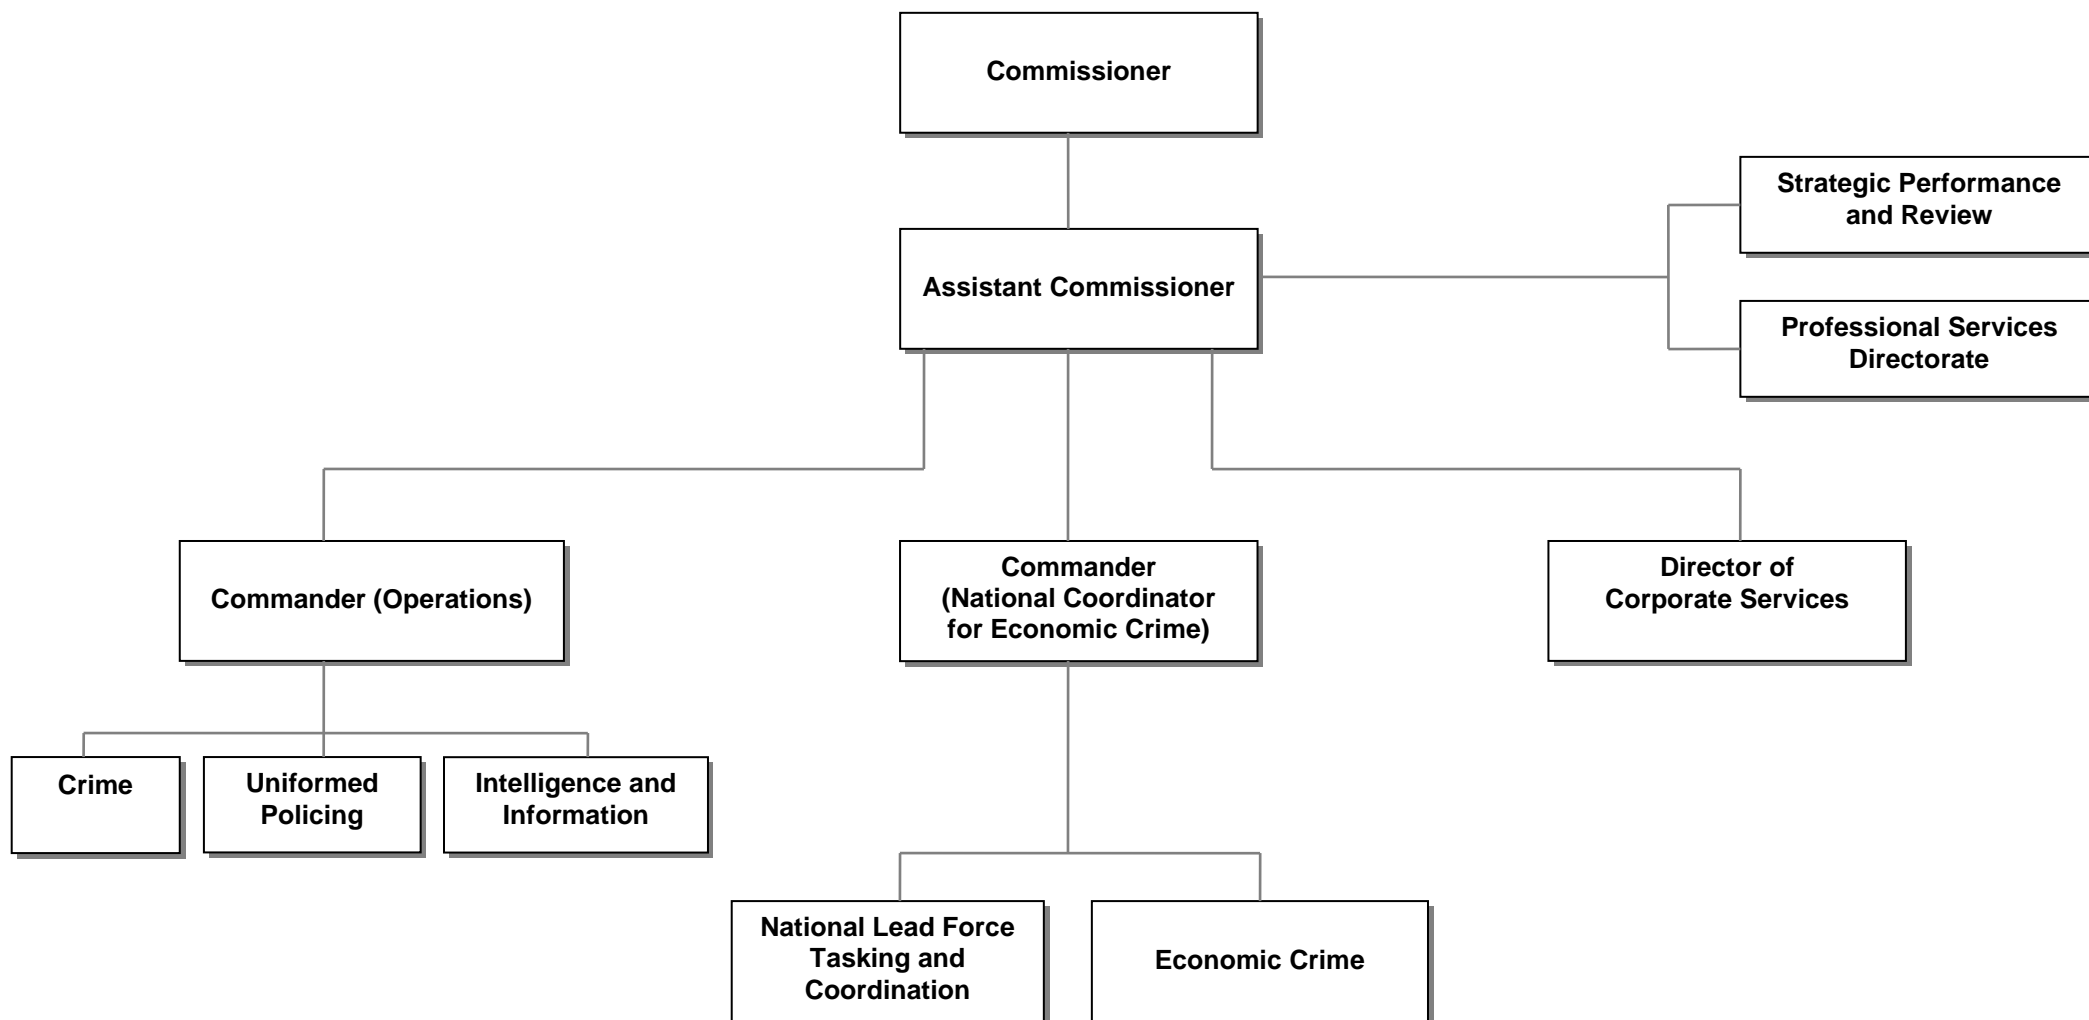 Commissioner
Strategic Performance
and Review
Assistant Commissioner
Professional Services
Directorate
Commander (Operations)
Commander
(National Coordinator
for Economic Crime)
Director of
Corporate Services
Crime
Uniformed
Policing
Intelligence and
Information
National Lead Force
Tasking and
Coordination
Economic Crime